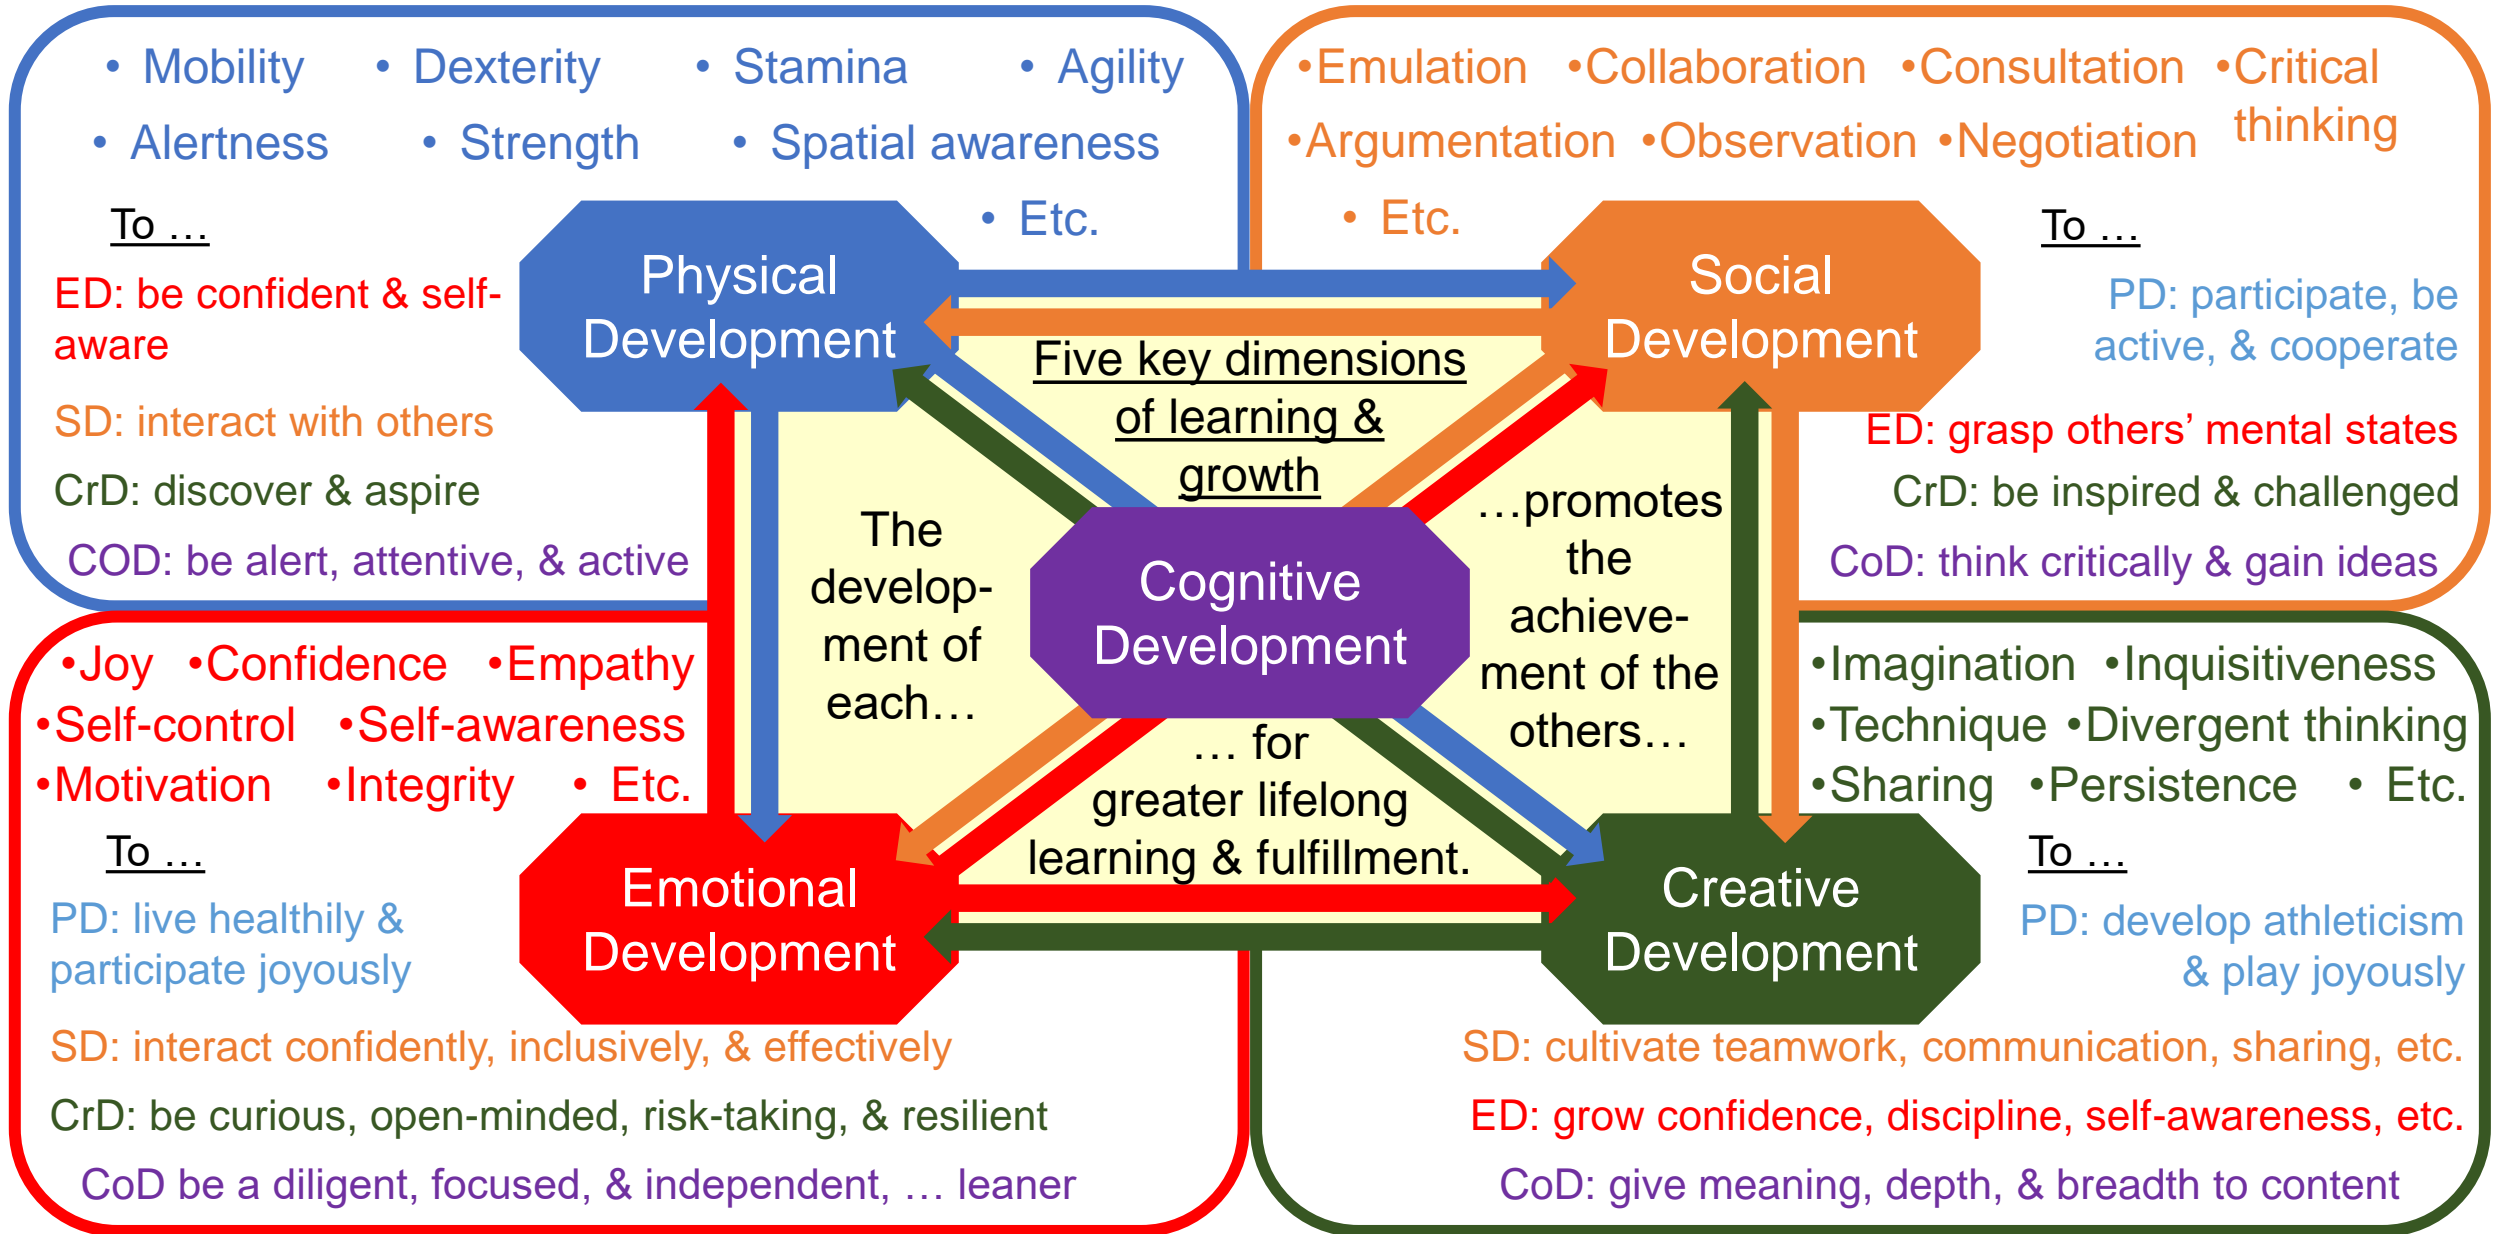 • Mobility • Dexterity • Stamina • Agility
• Alertness • Strength • Spatial awareness
• Etc.
To …
ED: be confident & self-
aware
SD: interact with others
CrD: discover & aspire
COD: be alert, attentive, & active
Physical
Development
•Emulation •Collaboration •Consultation •Critical
thinking
•Argumentation •Observation •Negotiation
• Etc.
To …
PD: participate, be
active, & cooperate
ED: grasp others’ mental states
CrD: be inspired & challenged
CoD: think critically & gain ideas
Social
Development
Five key dimensions
of learning &
growth
The
develop-
ment of
each…
Cognitive
Development
…promotes
the
achieve-
ment of the
others…
… for
greater lifelong
learning & fulfillment.
•Joy •Confidence •Empathy
•Self-control •Self-awareness
•Motivation •Integrity • Etc.
To …
PD: live healthily &
participate joyously
SD: interact confidently, inclusively, & effectively
CrD: be curious, open-minded, risk-taking, & resilient
CoD be a diligent, focused, & independent, … leaner
Emotional
Development
•Imagination •Inquisitiveness
•Technique •Divergent thinking
•Sharing •Persistence • Etc.
To …
PD: develop athleticism
& play joyously
SD: cultivate teamwork, communication, sharing, etc.
ED: grow confidence, discipline, self-awareness, etc.
CoD: give meaning, depth, & breadth to content
Creative
Development